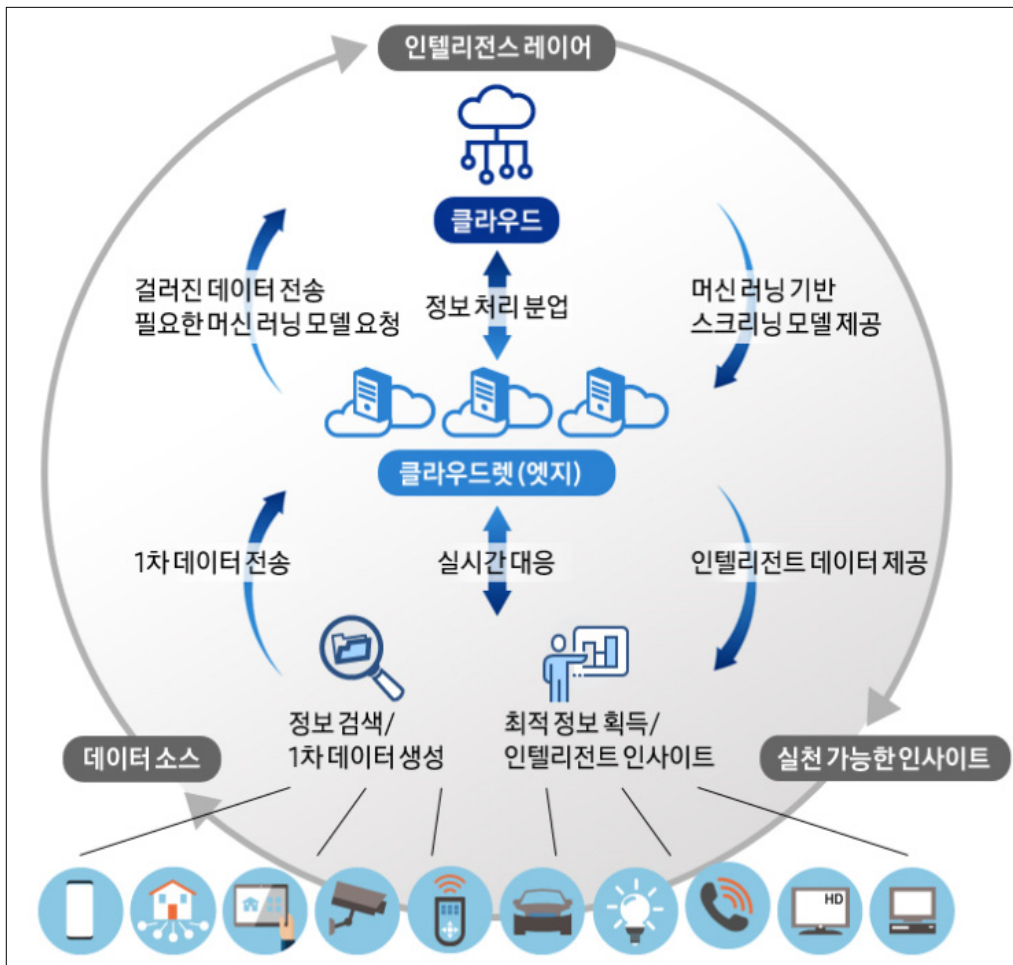 인텔리전스 레이어
클라우드
걸러진 데이터 전송
필요한 머신 러닝 모델 요청
정보 처리 분업
머신 러닝 기반
스크리닝 모델 제공
클라우드렛 (엣지)
1차 데이터 전송
실시간 대응
인텔리전트 데이터 제공
정보 검색/
1차 데이터 생성
최적 정보 획득/
인텔리전트 인사이트
데이터 소스
실천 가능한 인사이트
HD